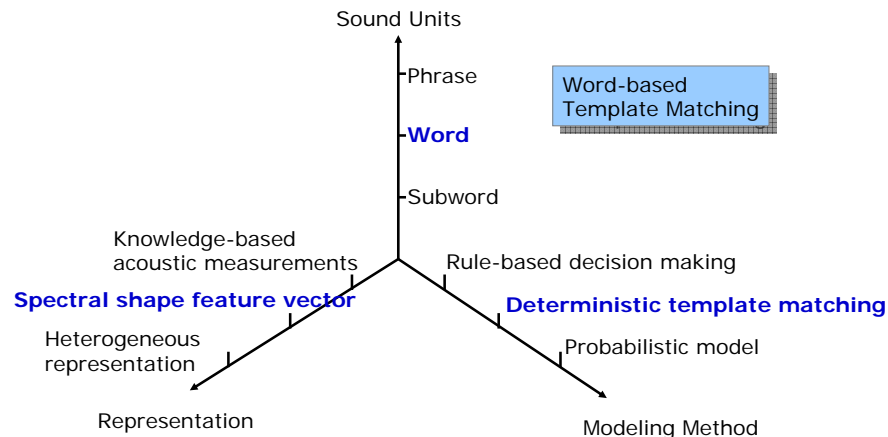 Sound Units
Phrase
Word-based
Template Matching
Word
Subword
Knowledge-based
acoustic measurements
Rule-based decision making
Spectral shape feature vector
Deterministic template matching
Heterogeneous
representation
Probabilistic model
Representation
Modeling Method